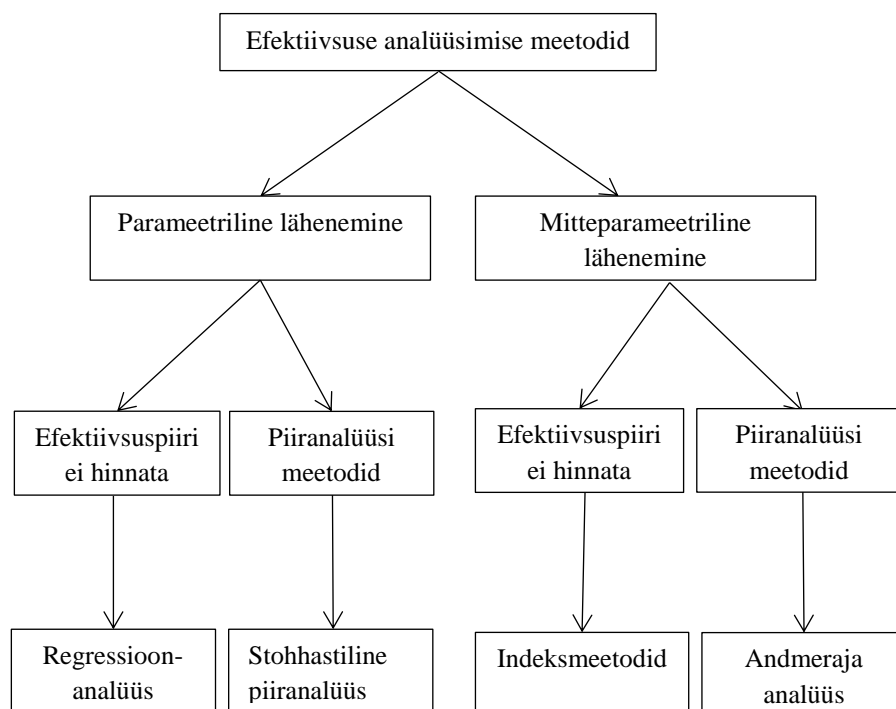 Efektiivsuse analüüsimise meetodid
Parameetriline lähenemine
Mitteparameetriline
lähenemine
Efektiivsuspiiri
ei hinnata
Piiranalüüsi
meetodid
Efektiivsuspiiri
ei hinnata
Piiranalüüsi
meetodid
Regressioon-
analüüs
Stohhastiline
piiranalüüs
Indeksmeetodid
Andmeraja
analüüs